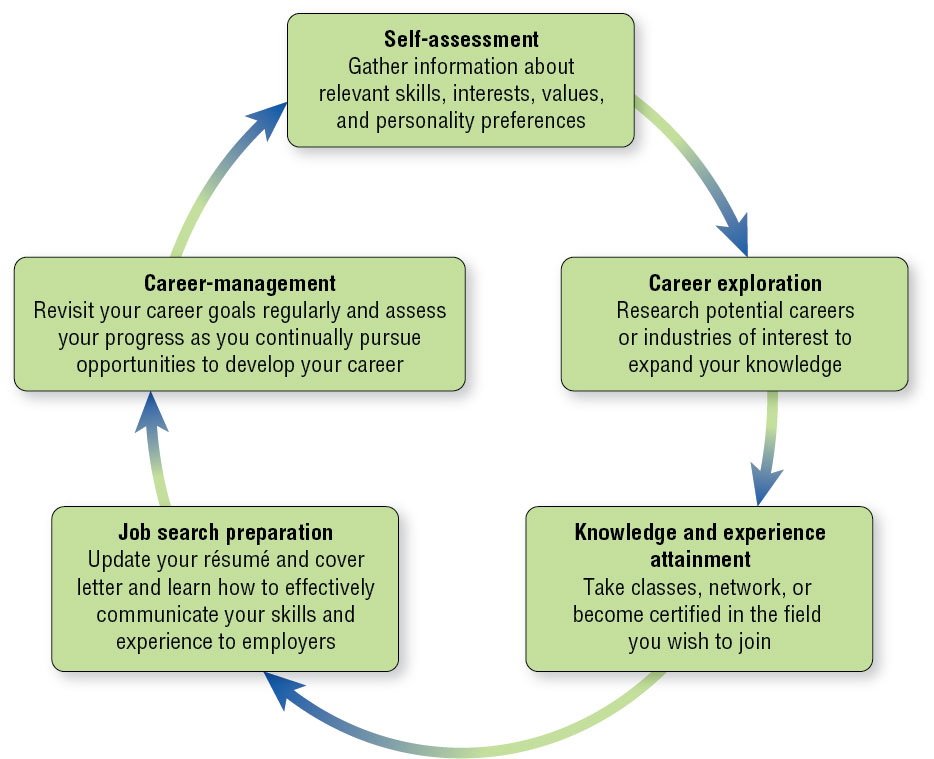 Self-assessment
Gather information about
relevant skills, interests, values,
and personality preferences
Career exploration
Research potential careers
or industries of interest to
expand your knowledge
Knowledge and experience
attainment
Take classes, network, or
become certified in the field
you wish to join
Job search preparation
Update your résumé and cover
letter and learn how to effectively
communicate your skills and
experience to employers
Career-management
Revisit your career goals regularly and assess
your progress as you continually pursue
opportunities to develop your career